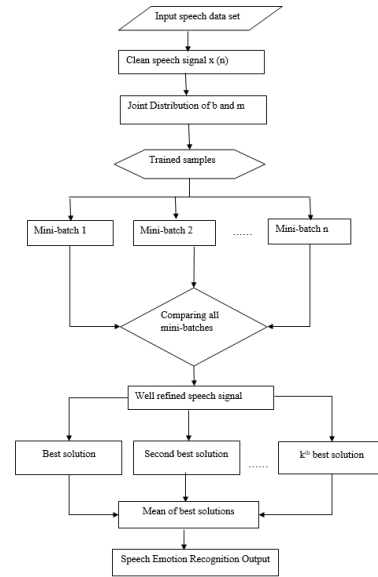 Input speech data set
Clean speech signal x (n)
Joint Distribution of b and m
Trained samples
Mini-batch 1
Mini-batch 2
......
Mini-batch n
Comparing all
mini-batches
Well refined speech signal
Best solution
Second best solution
......
kth best solution
Mean of best solutions
Speech Emotion Recognition Output